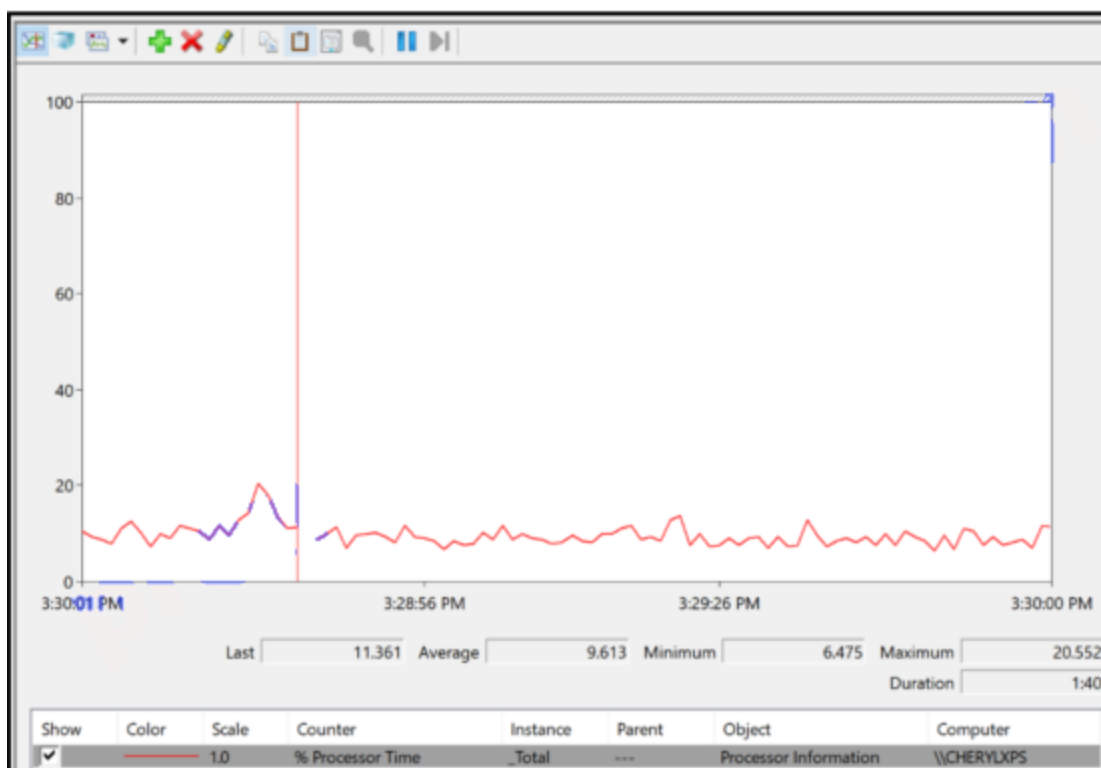 100
80
60
40
20
0
3:30:01 PM 3:28:56 PM 3:29:26 PM 3:30:00 PM
Last 11.361 Average 9.613 Minimum 6.475 Maximum 20.552
Duration 1:40
Show Color Scale Counter Instance Parent Object Computer
1.0 % Processor Time _Total --- Processor Information \\CHERYLXPS